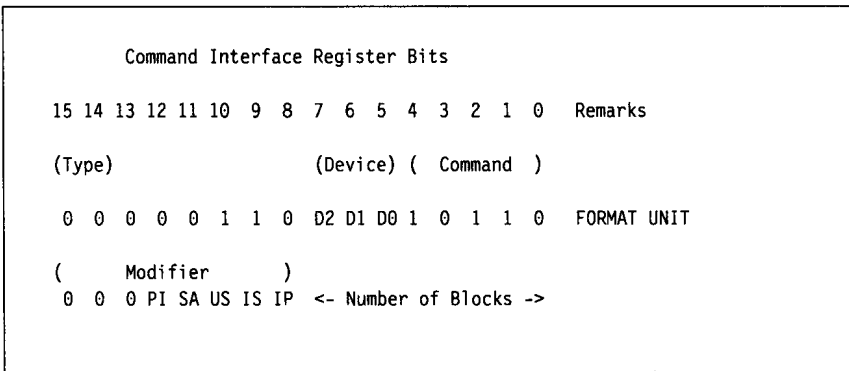 Command Interface Register Bits
15 14 13 12 11 10 9 8 7 6 5 4 3 2 1 0 Remarks
(Type) (Device) ( Command )
0 0 0 0 0 1 1 0 D2 D1 D0 1 0 1 1 0 FORMAT UNIT
( Modifier )
0 0 0 PI SA US IS IP <- Number of Blocks ->